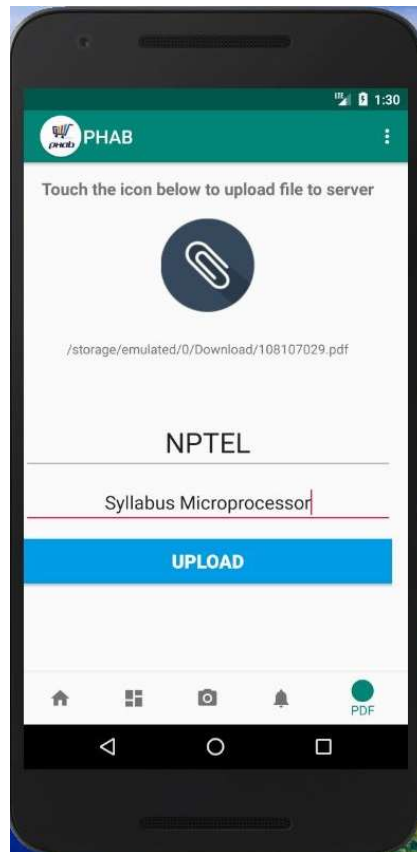 LTE 1:30
PHAB PHAB
Touch the icon below to upload file to server
/storage/emulated/0/Download/108107029.pdf
NPTEL
Syllabus Microprocessor
UPLOAD
PDF